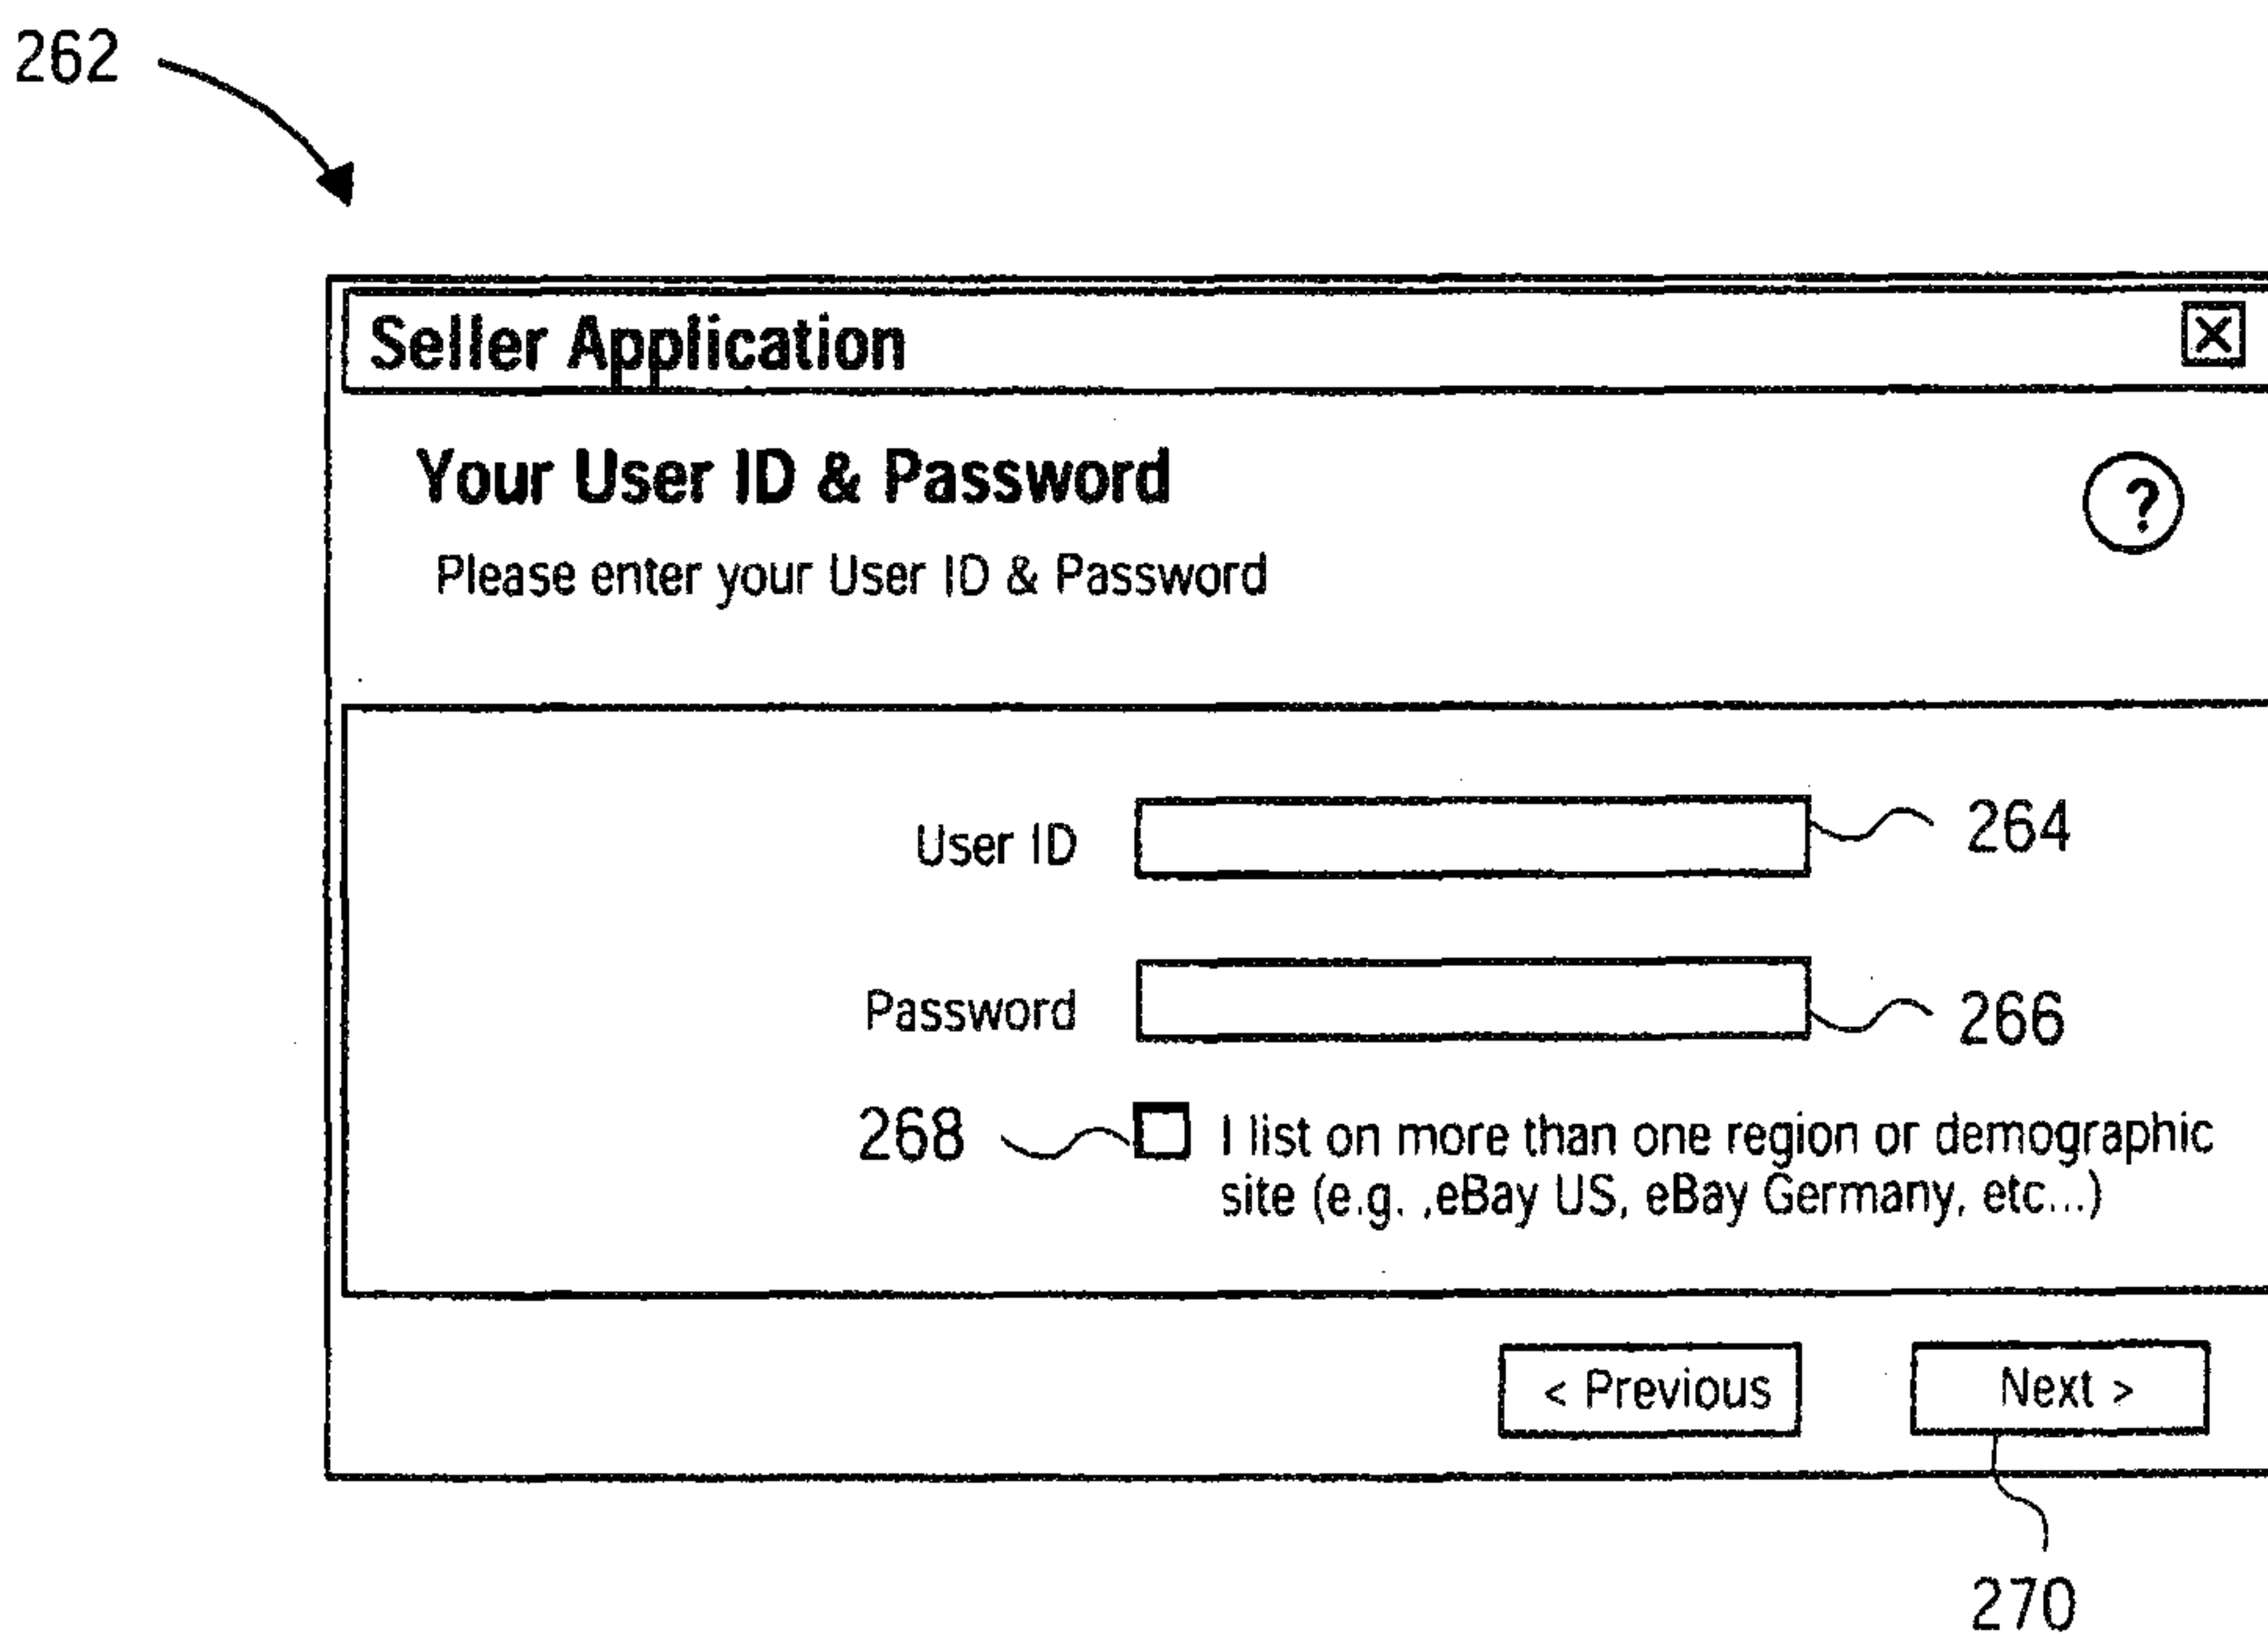 262
Seller Application
Your User ID & Password
?
Please enter your User ID & Password
User ID
264
Password
266
268
I list on more than one region or demographic
site (e.g. ,eBay US, eBay Germany, etc...)
< Previous
Next >
270